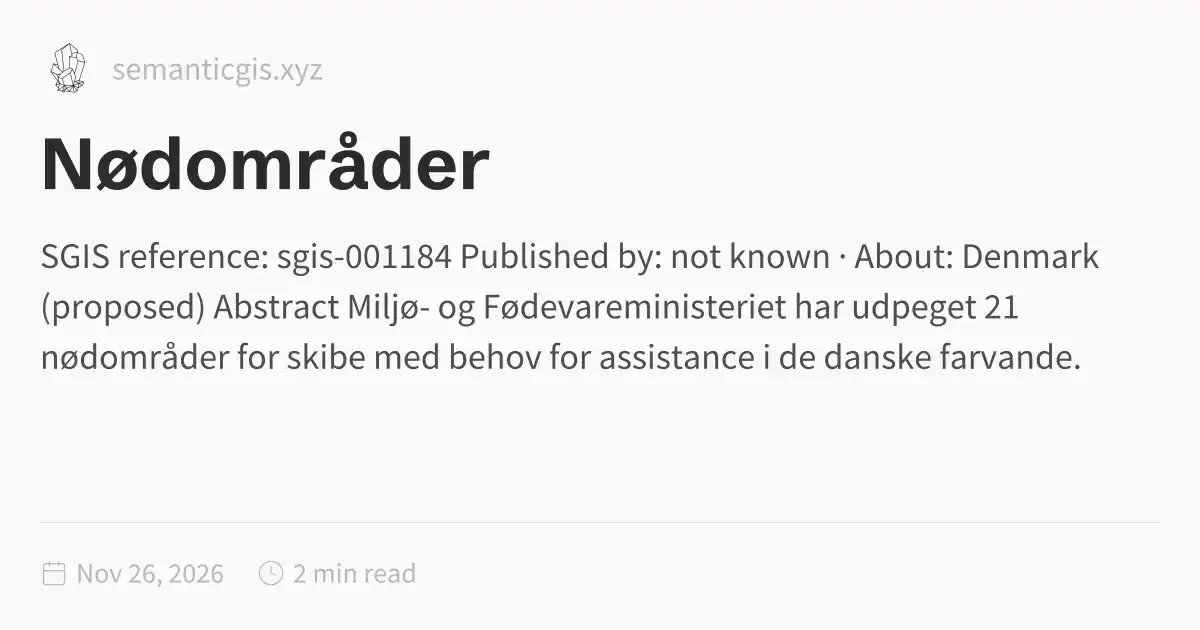 semanticgis.xyz
Nødområder
SGIS reference: sgis-001184 Published by: not known · About: Denmark
(proposed) Abstract Miljø- og Fødevareministeriet har udpeget 21
nødområder for skibe med behov for assistance i de danske farvande.
Nov 26, 2026 2 min read